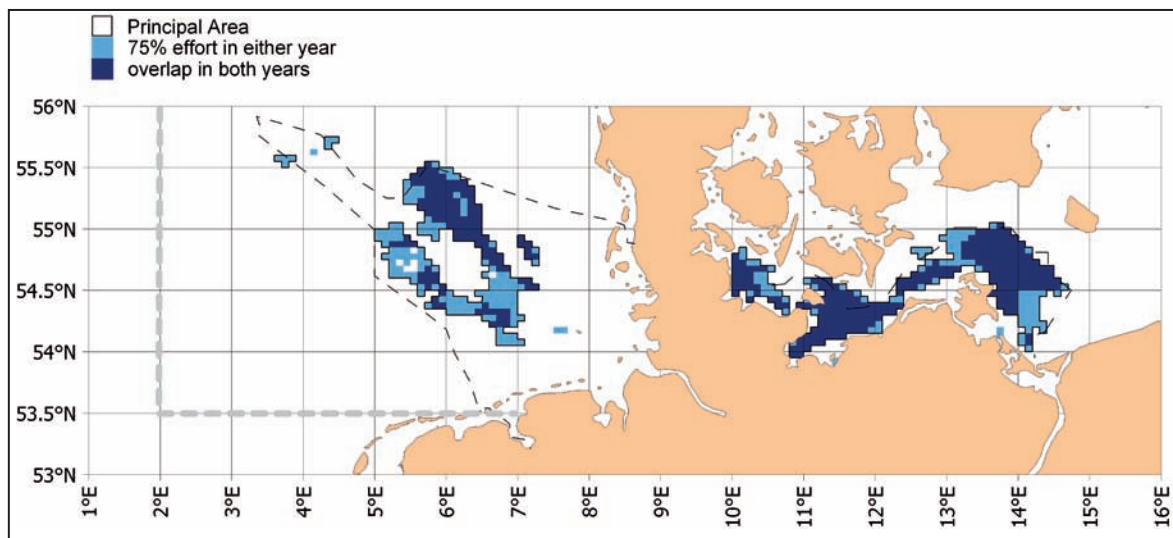 Principal Area
75% effort in either year
overlap in both years
56°N
55.5°N
55°N
54.5°N
54°N
53.5°N
53°N
1°E
2°E
3°E
4°E
5°E
6°E
7°E
8°E
9°E
10°E
11°E
12°E
13°E
14°E
15°E
16°E